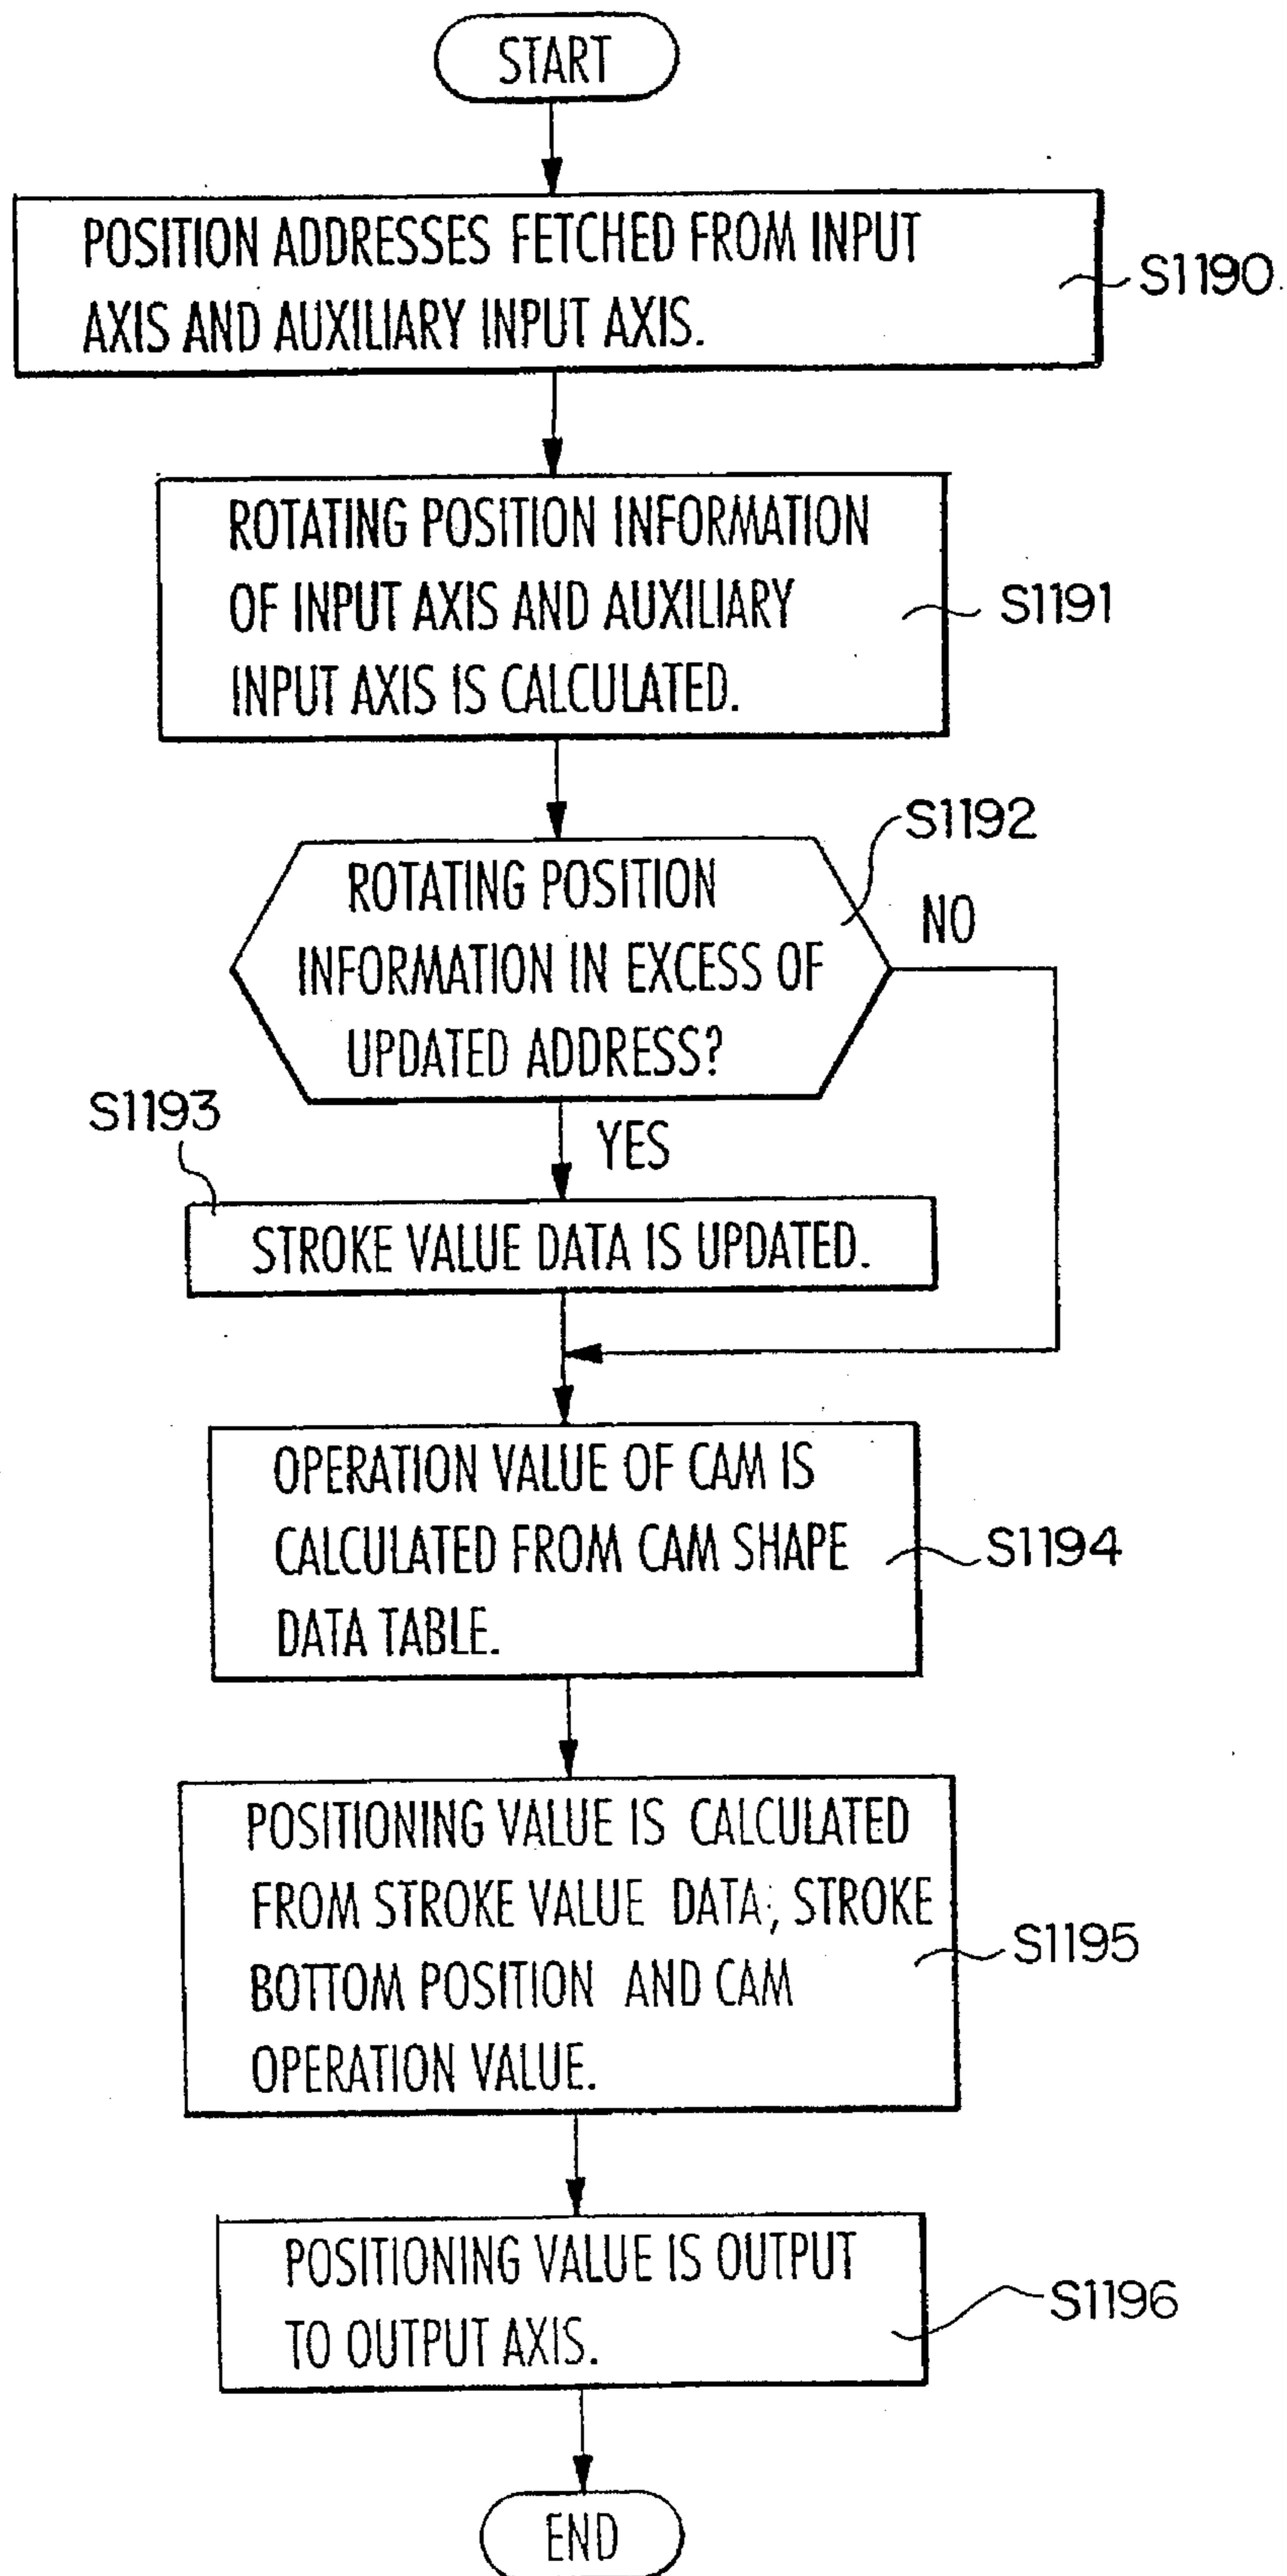 START
POSITION ADDRESSES FETCHED FROM INPUT
AXIS AND AUXILIARY INPUT AXIS.
S1190
ROTATING POSITION INFORMATION
OF INPUT AXIS AND AUXILIARY
INPUT AXIS IS CALCULATED.
S1191
S1192
ROTATING POSITION
INFORMATION IN EXCESS OF
UPDATED ADDRESS?
NO
YES
S1193
STROKE VALUE DATA IS UPDATED.
OPERATION VALUE OF CAM IS
CALCULATED FROM CAM SHAPE
DATA TABLE.
S1194
POSITIONING VALUE IS CALCULATED
FROM STROKE VALUE DATA, STROKE
BOTTOM POSITION AND CAM
OPERATION VALUE.
S1195
POSITIONING VALUE IS OUTPUT
TO OUTPUT AXIS.
S1196
END